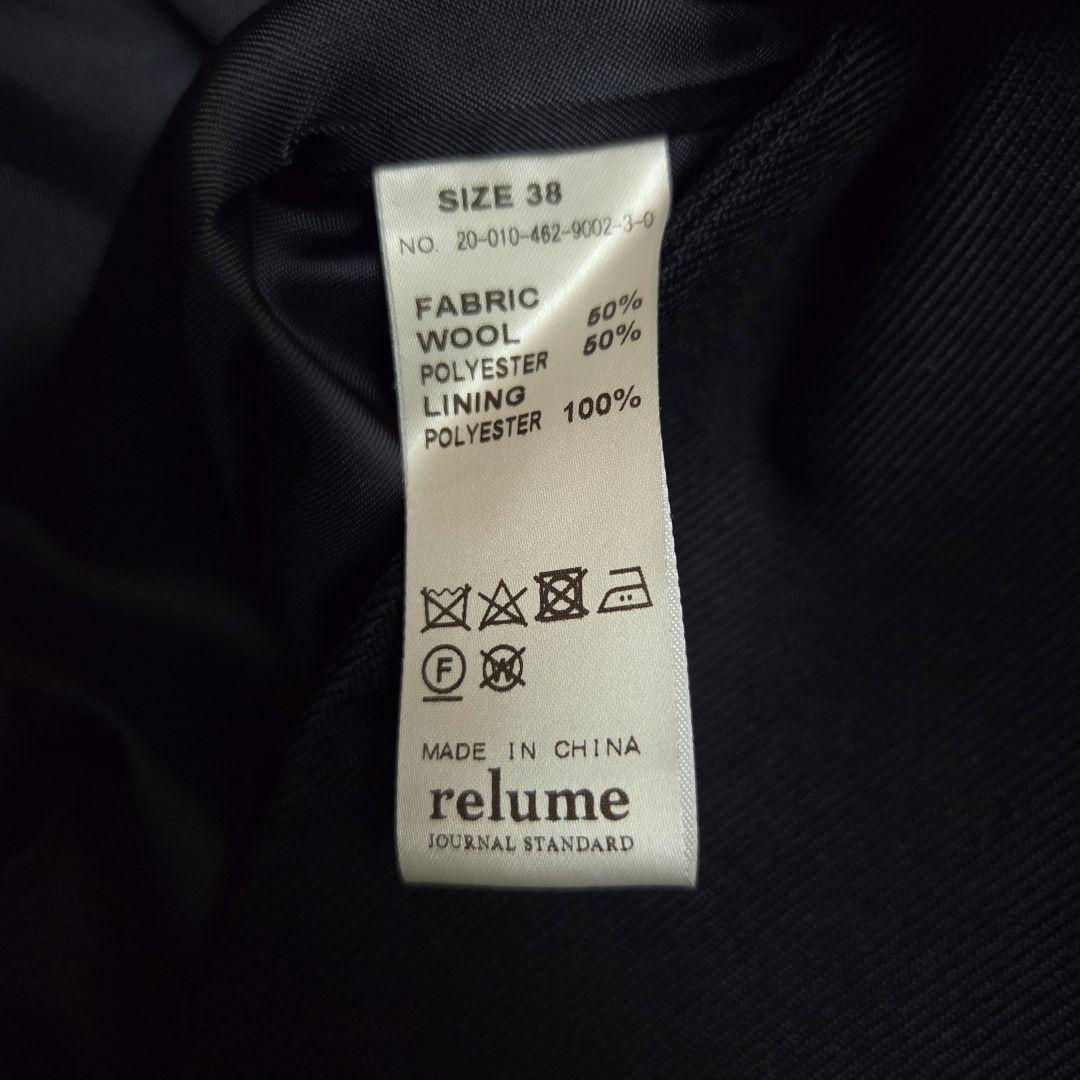 SIZE 38
NO. 20-010-462-9002-3-0
FABRIC
WOOL 50%
POLYESTER 50%
LINING
POLYESTER 100%
F W
MADE IN CHINA
relume
JOURNAL STANDARD